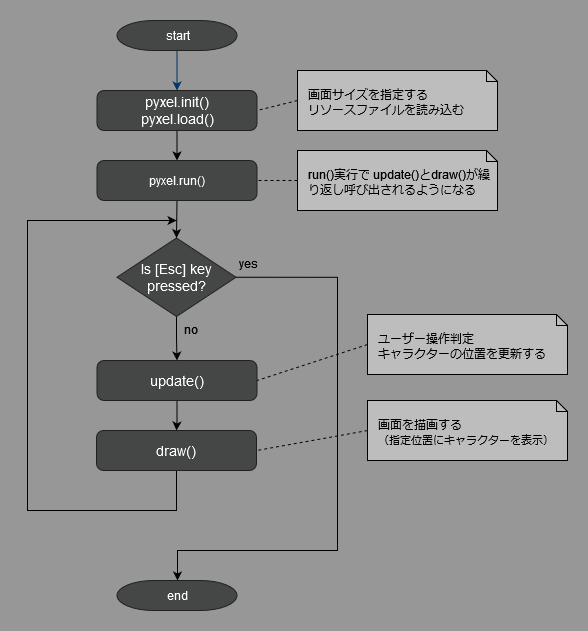 start
pyxel.init()
pyxel.load()
画面サイズを指定する
リソースファイルを読み込む
pyxel.run()
run()実行で update()とdraw()が繰
り返し呼び出されるようになる
Is [Esc] key
pressed?
yes
no
update()
ユーザー操作判定
キャラクターの位置を更新する
draw()
画面を描画する
（指定位置にキャラクターを表示）
end